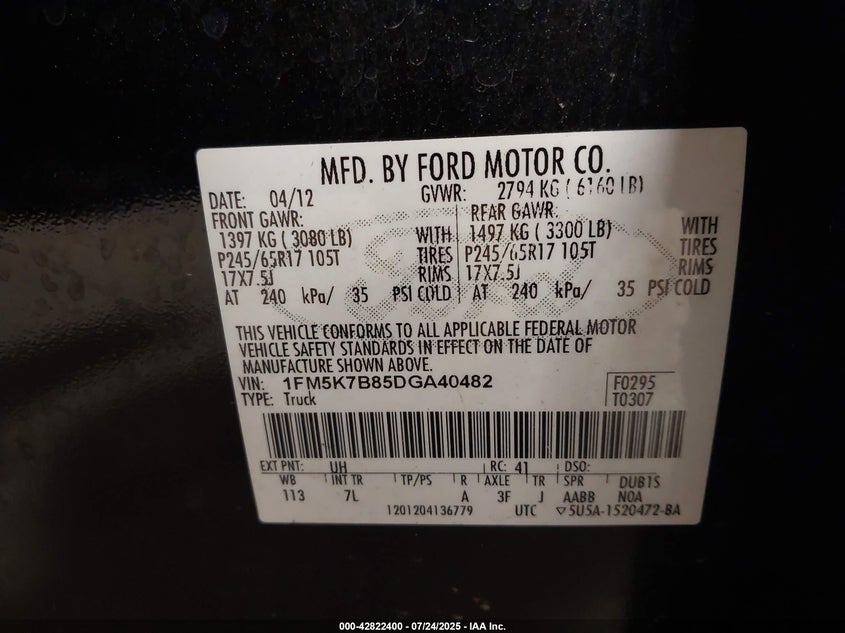 MFD. BY FORD MOTOR CO.
DATE: 04/12 GVWR: 2794 KG ( 6160 LB)
FRONT GAWR: REAR GAWR:
1397 KG ( 3080 LB) WITH 1497 KG ( 3300 LB) WITH
P245/65R17 105T TIRES P245/65R17 105T TIRES
17X7.5J RIMS 17X7.5J RIMS
AT 240 kPa/ 35 PSI COLD AT 240 kPa/ 35 PSI COLD
THIS VEHICLE CONFORMS TO ALL APPLICABLE FEDERAL MOTOR
VEHICLE SAFETY STANDARDS IN EFFECT ON THE DATE OF
MANUFACTURE SHOWN ABOVE.
VIN: 1FM5K7B85DGA40482 F0295
TYPE: Truck T0307
EXT PNT: UH RC: 41 DSO:
WB INT TR TP/PS R AXLE TR SPR DUB1S
113 7L A 3F J AABB NOA
1201204136779 UTC ▽5U5A-1520472-BA
000-42822400 - 07/24/2025 - IAA Inc.